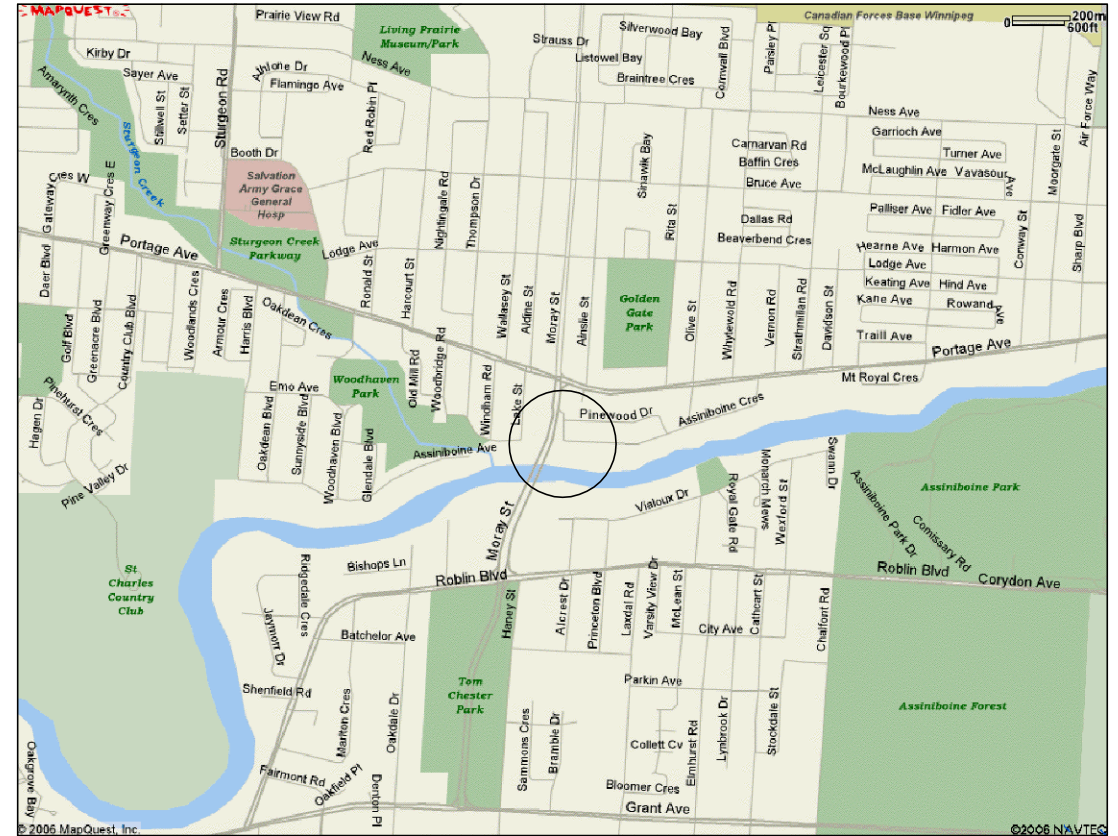 MAPQUEST
Prairie View Rd
Living Prairie
Museum/Park
Strauss Dr
Silverwood Bay
Listowel Bay
Braintree Cres
Cornwall Blvd
Paisley Pl
Leicester Sq
Bourkewood Pl
Canadian Forces Base Winnipeg
0
200m
600ft
Kirby Dr
Sayer Ave
Amarynth Cres
Stillwell St
Setter St
Sturgeon Rd
Athlone Dr
Flamingo Ave
Ness Ave
Red Robin Pl
Ness Ave
Garrioch Ave
Turner Ave
Air Force Way
Sturgeon Creek
Booth Dr
Salvation
Army Grace
General
Hosp
Sinawik Bay
Camarvan Rd
Baffin Cres
Bruce Ave
McLaughlin Ave
Vavasour
Ave
Moorgate St
Gateway
Cres W
Greenway Cres E
Nightingale Rd
Thompson Dr
Rita St
Dallas Rd
Beaverbend Cres
Palliser Ave
Fidler Ave
Conway St
Sharp Blvd
Portage Ave
Sturgeon Creek
Parkway
Lodge Ave
Hearne Ave
Harmon Ave
Lodge Ave
Keating Ave
Hind Ave
Kane Ave
Rowand
Ave
Traill Ave
Portage Ave
Mt Royal Cres
Daer Blvd
Golf Blvd
Greenacre Blvd
Country Club Blvd
Woodlands Cres
Armour Cres
Harris Blvd
Oakdean Cres
Ronald St
Harcourt St
Wallasey St
Aldine St
Moray St
Ainslie St
Golden
Gate
Park
Olive St
Whylewold Rd
Vernon Rd
Strathmillan Rd
Davidson St
Pinehurst Cres
Hagen Dr
Pine Valley Dr
Emo Ave
Woodhaven
Park
Old Mill Rd
Woodbridge Rd
Windham Rd
Lake St
Pinewood Dr
Assiniboine Cres
Oakdean Blvd
Sunnyside Blvd
Woodhaven Blvd
Glendale Blvd
Assiniboine Ave
Moray St
Vialoux Dr
Royal Gate Rd
Monarch Mews
Wexford St
Swann Dr
Assiniboine Park
Assiniboine Park Dr
Comissary Rd
St
Charles
Country
Club
Ridgedale Cres
Bishops Ln
Roblin Blvd
Roblin Blvd
Corydon Ave
Jaymorr Dr
Batchelor Ave
Haney St
Alcrest Dr
Princeton Blvd
Laxdal Rd
Varsity View Dr
McLean St
City Ave
Cathcart St
Chalfont Rd
Shenfield Rd
Marlton Cres
Oakdale Dr
Tom
Chester
Park
Parkin Ave
Assiniboine Forest
Sammons Cres
Bramble Dr
Collett Cv
Elmhurst Rd
Lynbrook Dr
Stockdale St
Oakgrove Bay
Fairmont Rd
Oakfield Pl
Denton Pl
Bloomer Cres
Grant Ave
© 2006 MapQuest, Inc.
©2006 NAVTEQ